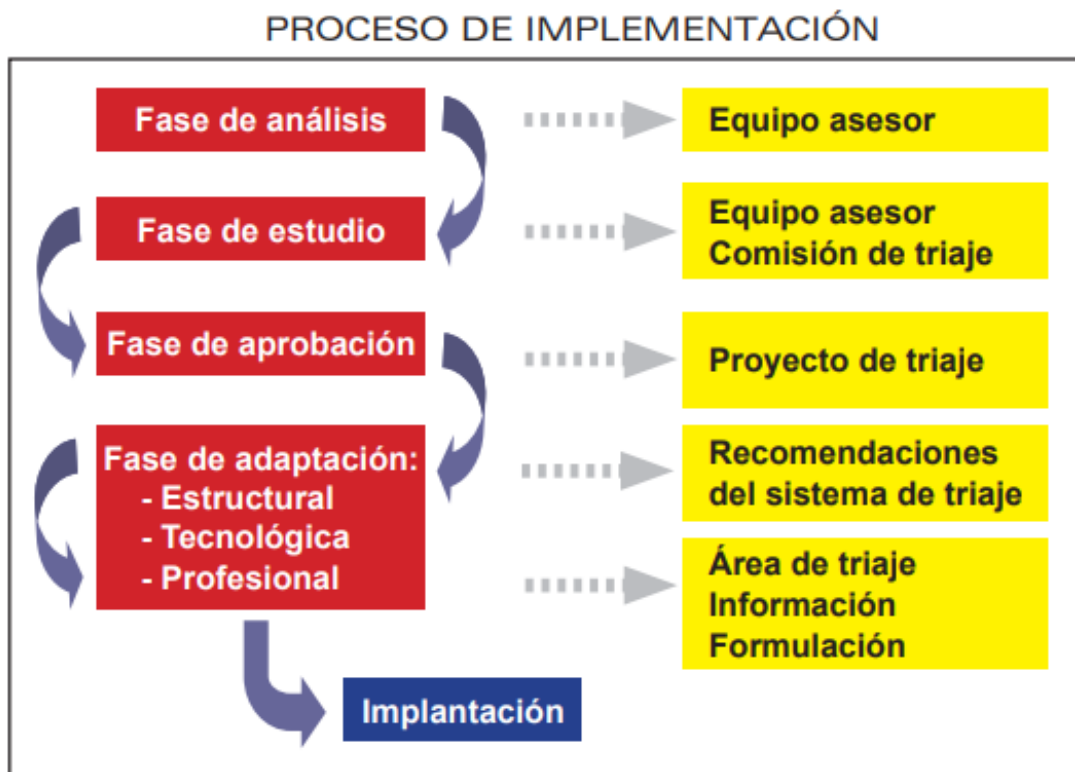 PROCESO DE IMPLEMENTACIÓN
Fase de análisis
Equipo asesor
Fase de estudio
Equipo asesor
Comisión de triaje
Fase de aprobación
Proyecto de triaje
Fase de adaptación:
- Estructural
- Tecnológica
- Profesional
Recomendaciones
del sistema de triaje
Área de triaje
Información
Formulación
Implantación